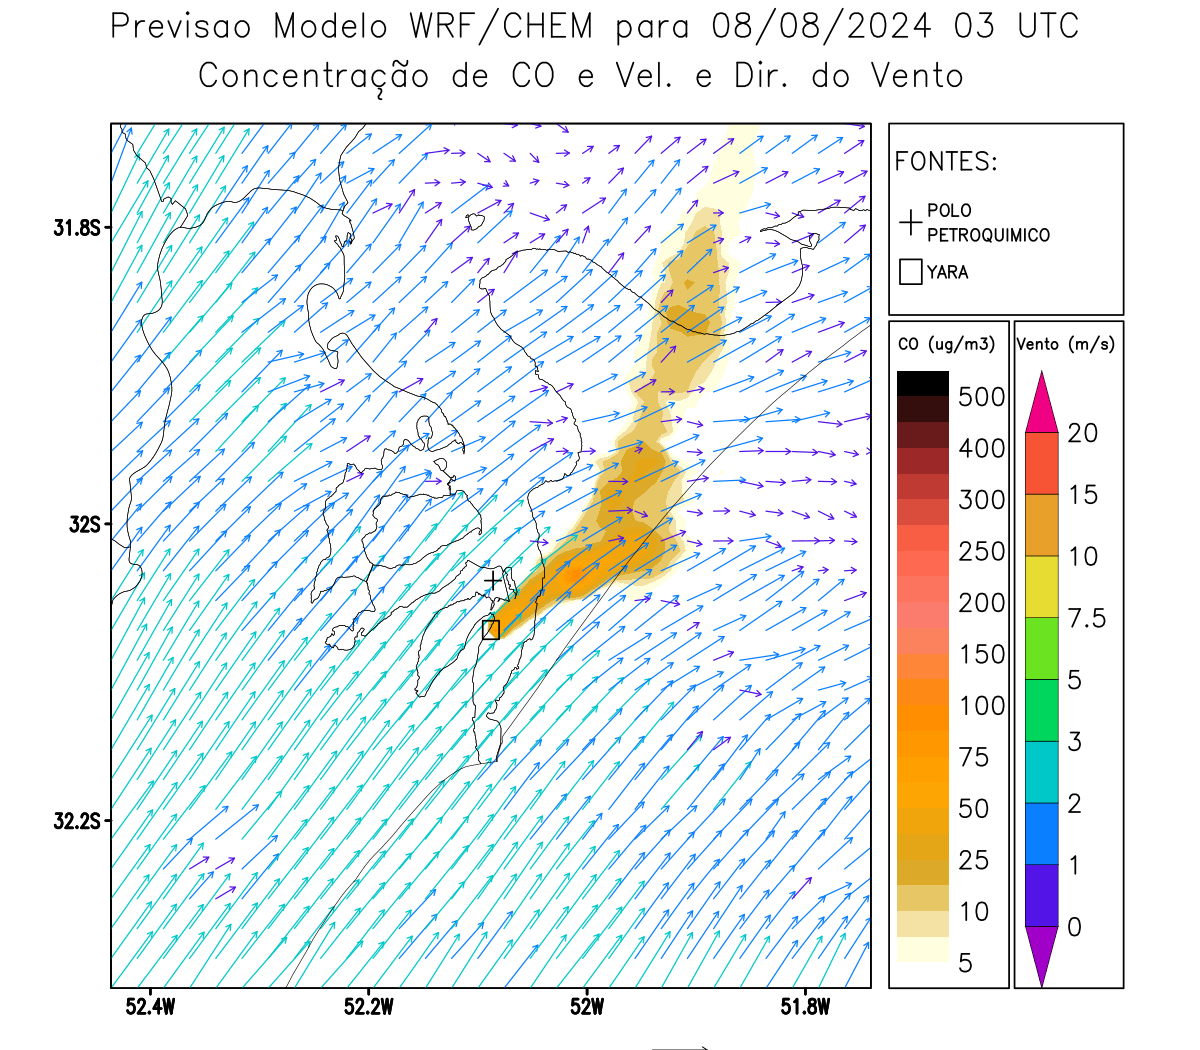 Previsao Modelo WRF/CHEM para 08/08/2024 03 UTC
Concentração de CO e Vel. e Dir. do Vento
FONTES:
POLO
PETROQUIMICO
YARA
CO (ug/m3)
500
400
300
250
200
150
100
75
50
25
10
5
Vento (m/s)
20
15
10
7.5
5
3
2
1
0
31.8S
32S
32.2S
52.4W
52.2W
52W
51.8W